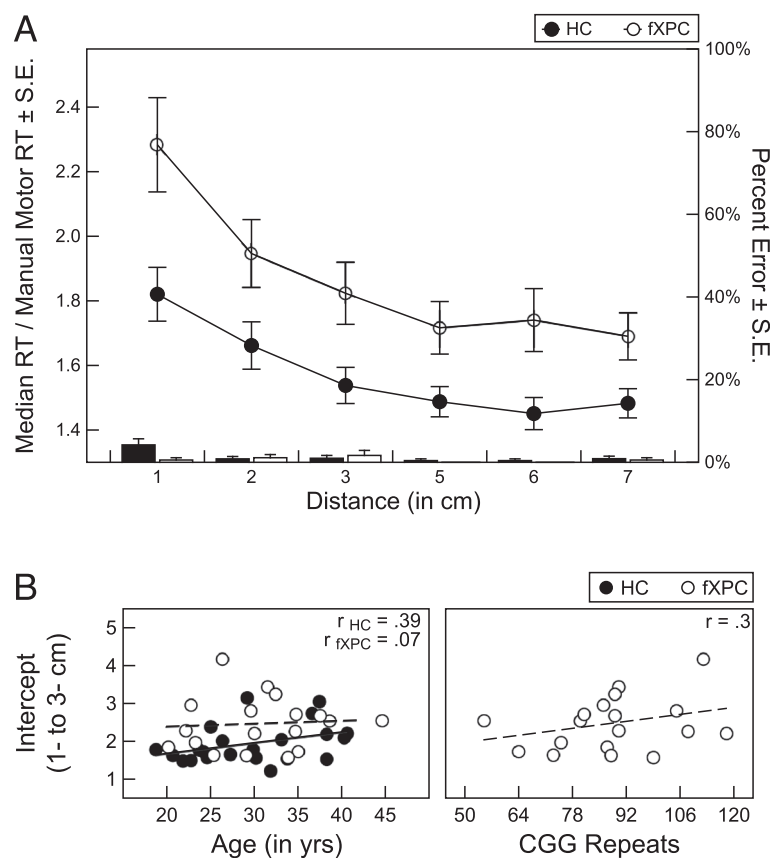 A
HC fXPC
Median RT / Manual Motor RT ± S.E.
2.4
2.2
2.0
1.8
1.6
1.4
100%
80%
60%
40%
20%
0%
Percent Error ± S.E.
1 2 3 5 6 7
Distance (in cm)
B
HC fXPC
Intercept
(1- to 3- cm)
5
4
3
2
1
r HC = .39
r fXPC = .07
r = .3
20 25 30 35 40 45
50 64 78 92 106 120
Age (in yrs)
CGG Repeats